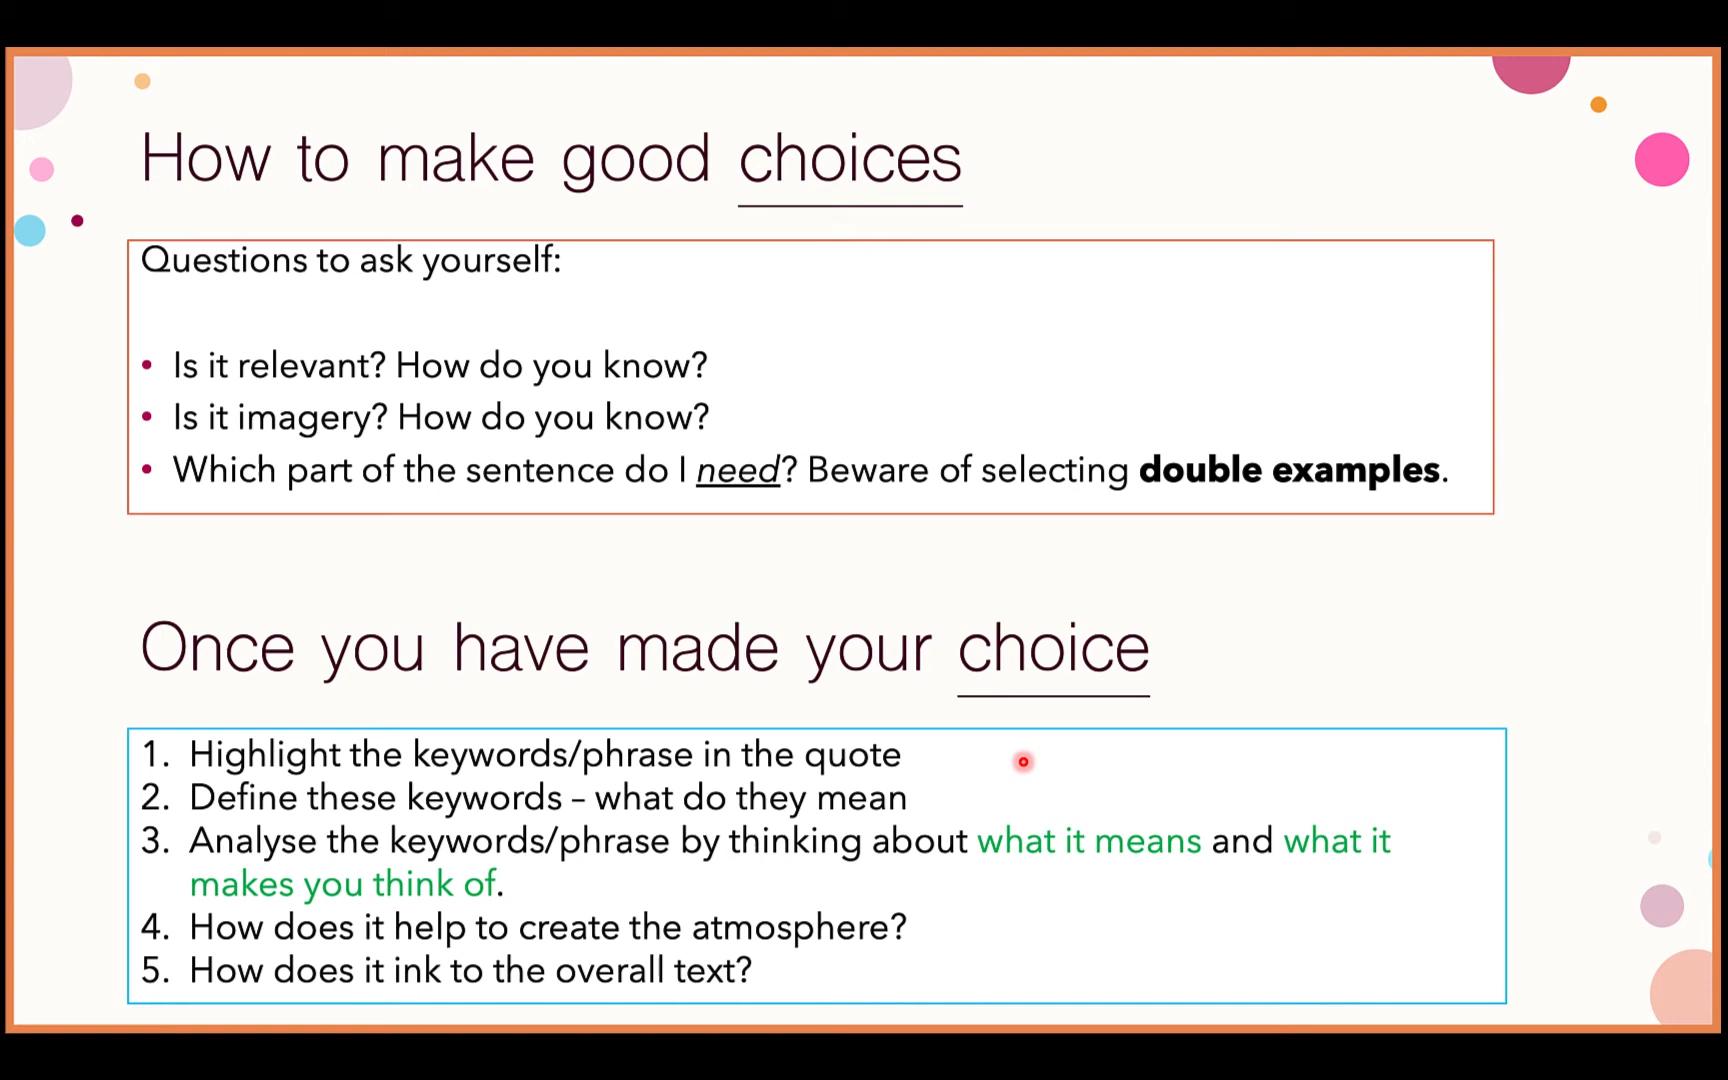 How to make good choices
Questions to ask yourself:
• Is it relevant? How do you know?
• Is it imagery? How do you know?
• Which part of the sentence do I need? Beware of selecting double examples.
Once you have made your choice
1. Highlight the keywords/phrase in the quote
2. Define these keywords – what do they mean
3. Analyse the keywords/phrase by thinking about what it means and what it
makes you think of.
4. How does it help to create the atmosphere?
5. How does it ink to the overall text?